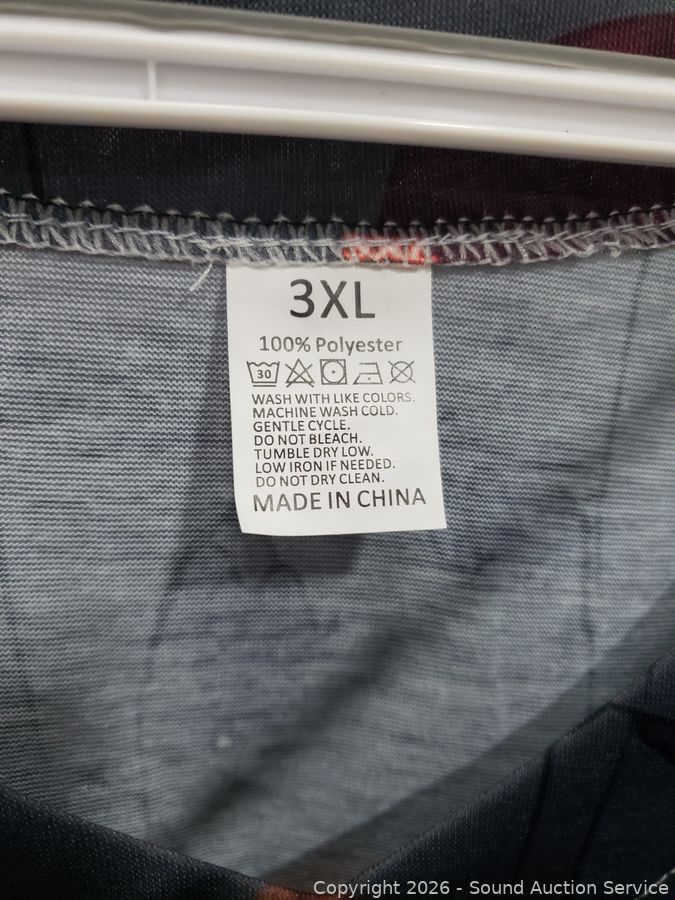 3XL
100% Polyester
30
WASH WITH LIKE COLORS.
MACHINE WASH COLD.
GENTLE CYCLE.
DO NOT BLEACH.
TUMBLE DRY LOW.
LOW IRON IF NEEDED.
DO NOT DRY CLEAN.
MADE IN CHINA
Copyright 2026 - Sound Auction Service